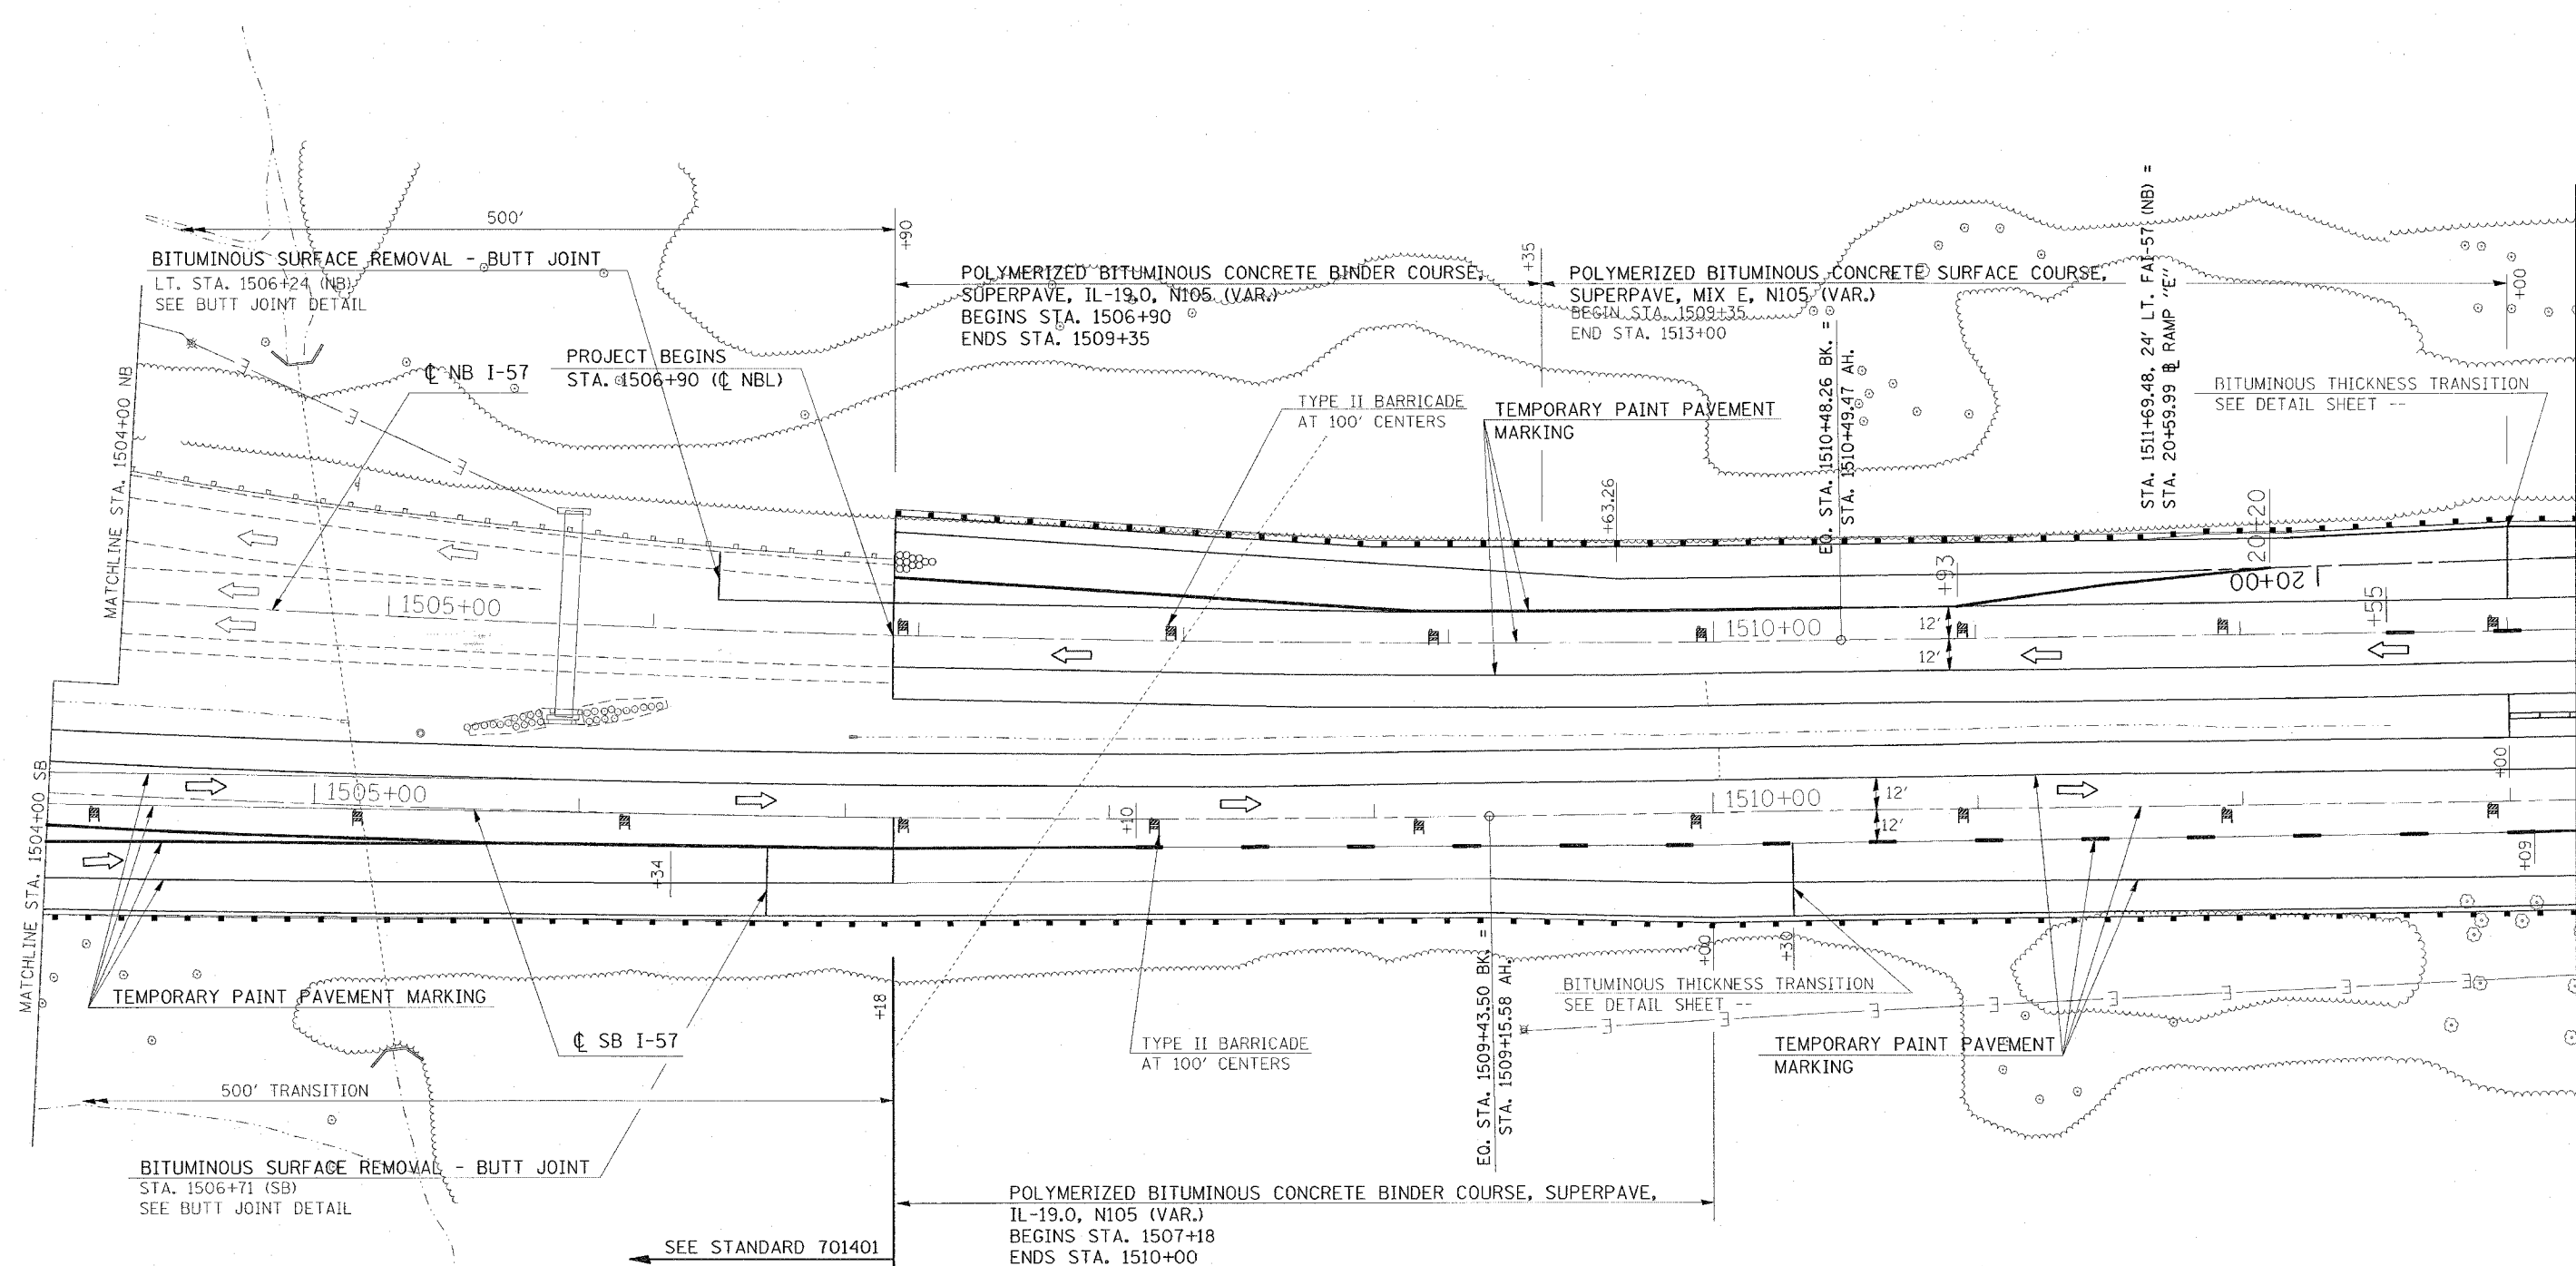 500'
+90
BITUMINOUS SURFACE REMOVAL - BUTT JOINT
LT. STA. 1506+24 (NB)
SEE BUTT JOINT DETAIL
POLYMERIZED BITUMINOUS CONCRETE BINDER COURSE,
SUPERPAVE, IL-19.0, N105 (VAR.)
BEGINS STA. 1506+90
ENDS STA. 1509+35
+35
POLYMERIZED BITUMINOUS CONCRETE SURFACE COURSE,
SUPERPAVE, MIX E, N105 (VAR.)
BEGIN STA. 1509+35
END STA. 1513+00
STA. 1511+69.48, 24' LT. FAI-57 (NB) =
STA. 20+59.99 ℄ RAMP "E"
+00
PROJECT BEGINS
STA. 1506+90 (℄ NBL)
℄ NB I-57
TYPE II BARRICADE
AT 100' CENTERS
TEMPORARY PAINT PAVEMENT
MARKING
EQ. STA. 1510+48.26 BK. =
STA. 1510+49.47 AH.
BITUMINOUS THICKNESS TRANSITION
SEE DETAIL SHEET --
MATCHLINE STA. 1504+00 NB
+63.26
20+20
+93
20+00
+55
1505+00
1510+00
12'
12'
E
E
E
MATCHLINE STA. 1504+00 SB
1505+00
1510+00
12'
12'
+00
+10
+34
+09
+00
+30
TEMPORARY PAINT PAVEMENT MARKING
℄ SB I-57
+18
TYPE II BARRICADE
AT 100' CENTERS
EQ. STA. 1509+43.50 BK. =
STA. 1509+15.58 AH.
BITUMINOUS THICKNESS TRANSITION
SEE DETAIL SHEET --
E
E
E
E
E
E
E
E
TEMPORARY PAINT PAVEMENT
MARKING
500' TRANSITION
BITUMINOUS SURFACE REMOVAL - BUTT JOINT
STA. 1506+71 (SB)
SEE BUTT JOINT DETAIL
POLYMERIZED BITUMINOUS CONCRETE BINDER COURSE, SUPERPAVE,
IL-19.0, N105 (VAR.)
BEGINS STA. 1507+18
ENDS STA. 1510+00
SEE STANDARD 701401